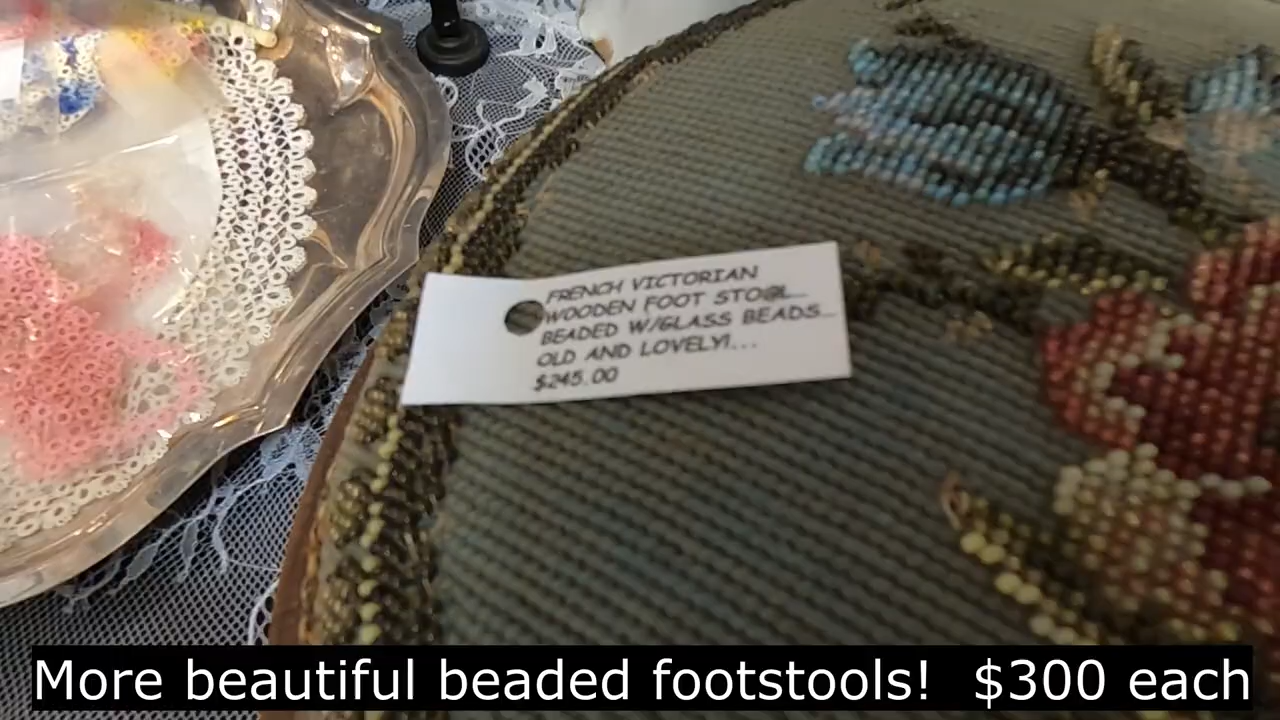 FRENCH VICTORIAN
WOODEN FOOT STOOL...
BEADED W/GLASS BEADS...
OLD AND LOVELY!...
$245.00
More beautiful beaded footstools!  $300 each